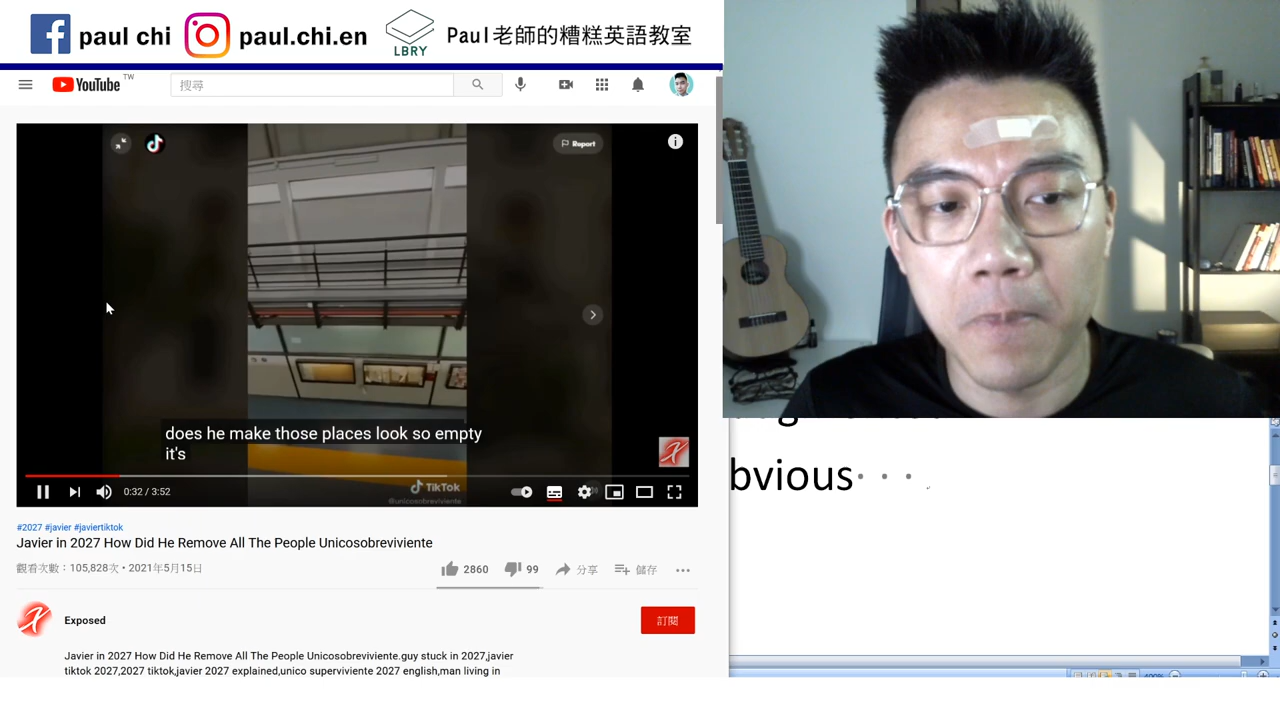 paul chi
paul.chi.en
LBRY
Paul老師的糟糕英語教室
YouTube TW
搜尋
Report
does he make those places look so empty
it's
TikTok
@unicosobreviviente
0:32 / 3:52
#2027 #javier #javiertiktok
Javier in 2027 How Did He Remove All The People Unicosobreviviente
觀看次數：105,828次 • 2021年5月15日
2860
99
分享
儲存
Exposed
訂閱
Javier in 2027 How Did He Remove All The People Unicosobreviviente.guy stuck in 2027,javier
tiktok 2027,2027 tiktok,javier 2027 explained,unico superviviente 2027 english,man living in
bvious···
400%